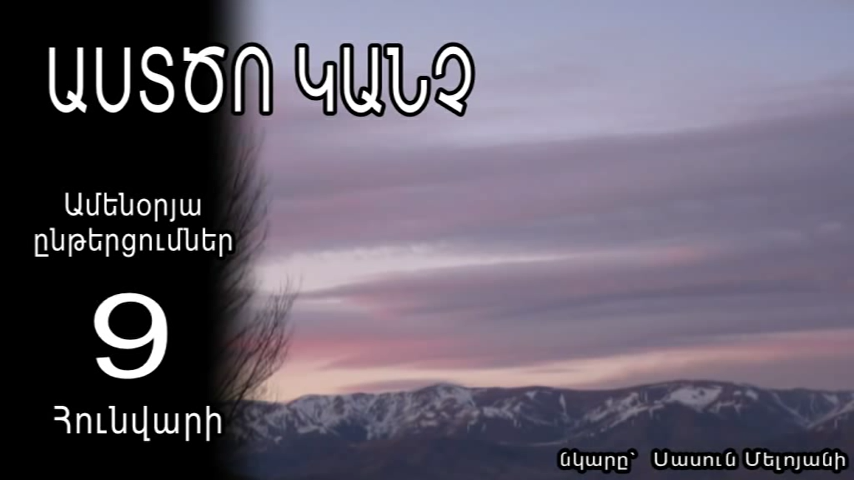 ԱՍՏԾՈ ԿԱՆՉ
Ամենօրյա
ընթերցումներ
9
Հունվարի
նկարը՝ Սասուն Մելոյանի